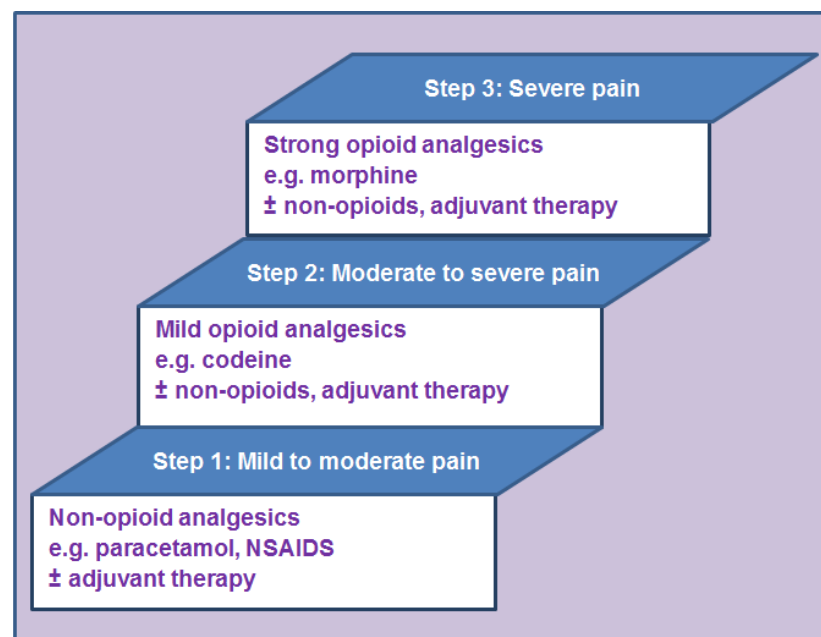 Step 3: Severe pain
Strong opioid analgesics
e.g. morphine
± non-opioids, adjuvant therapy
Step 2: Moderate to severe pain
Mild opioid analgesics
e.g. codeine
± non-opioids, adjuvant therapy
Step 1: Mild to moderate pain
Non-opioid analgesics
e.g. paracetamol, NSAIDS
± adjuvant therapy